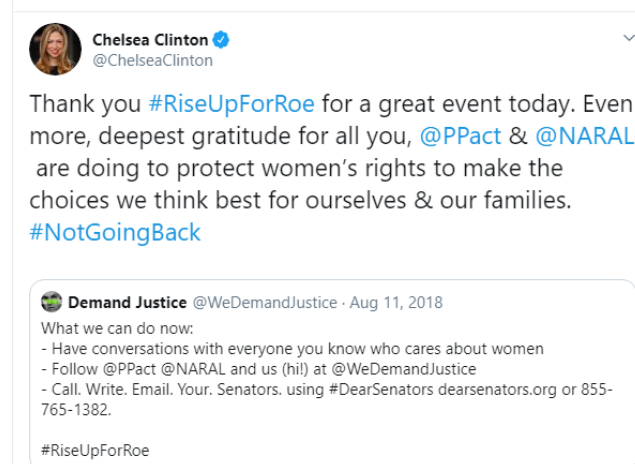 Chelsea Clinton
@ChelseaClinton
Thank you #RiseUpForRoe for a great event today. Even
more, deepest gratitude for all you, @PPact & @NARAL
are doing to protect women’s rights to make the
choices we think best for ourselves & our families.
#NotGoingBack
Demand Justice @WeDemandJustice · Aug 11, 2018
What we can do now:
- Have conversations with everyone you know who cares about women
- Follow @PPact @NARAL and us (hi!) at @WeDemandJustice
- Call. Write. Email. Your. Senators. using #DearSenators dearsenators.org or 855-
765-1382.
#RiseUpForRoe